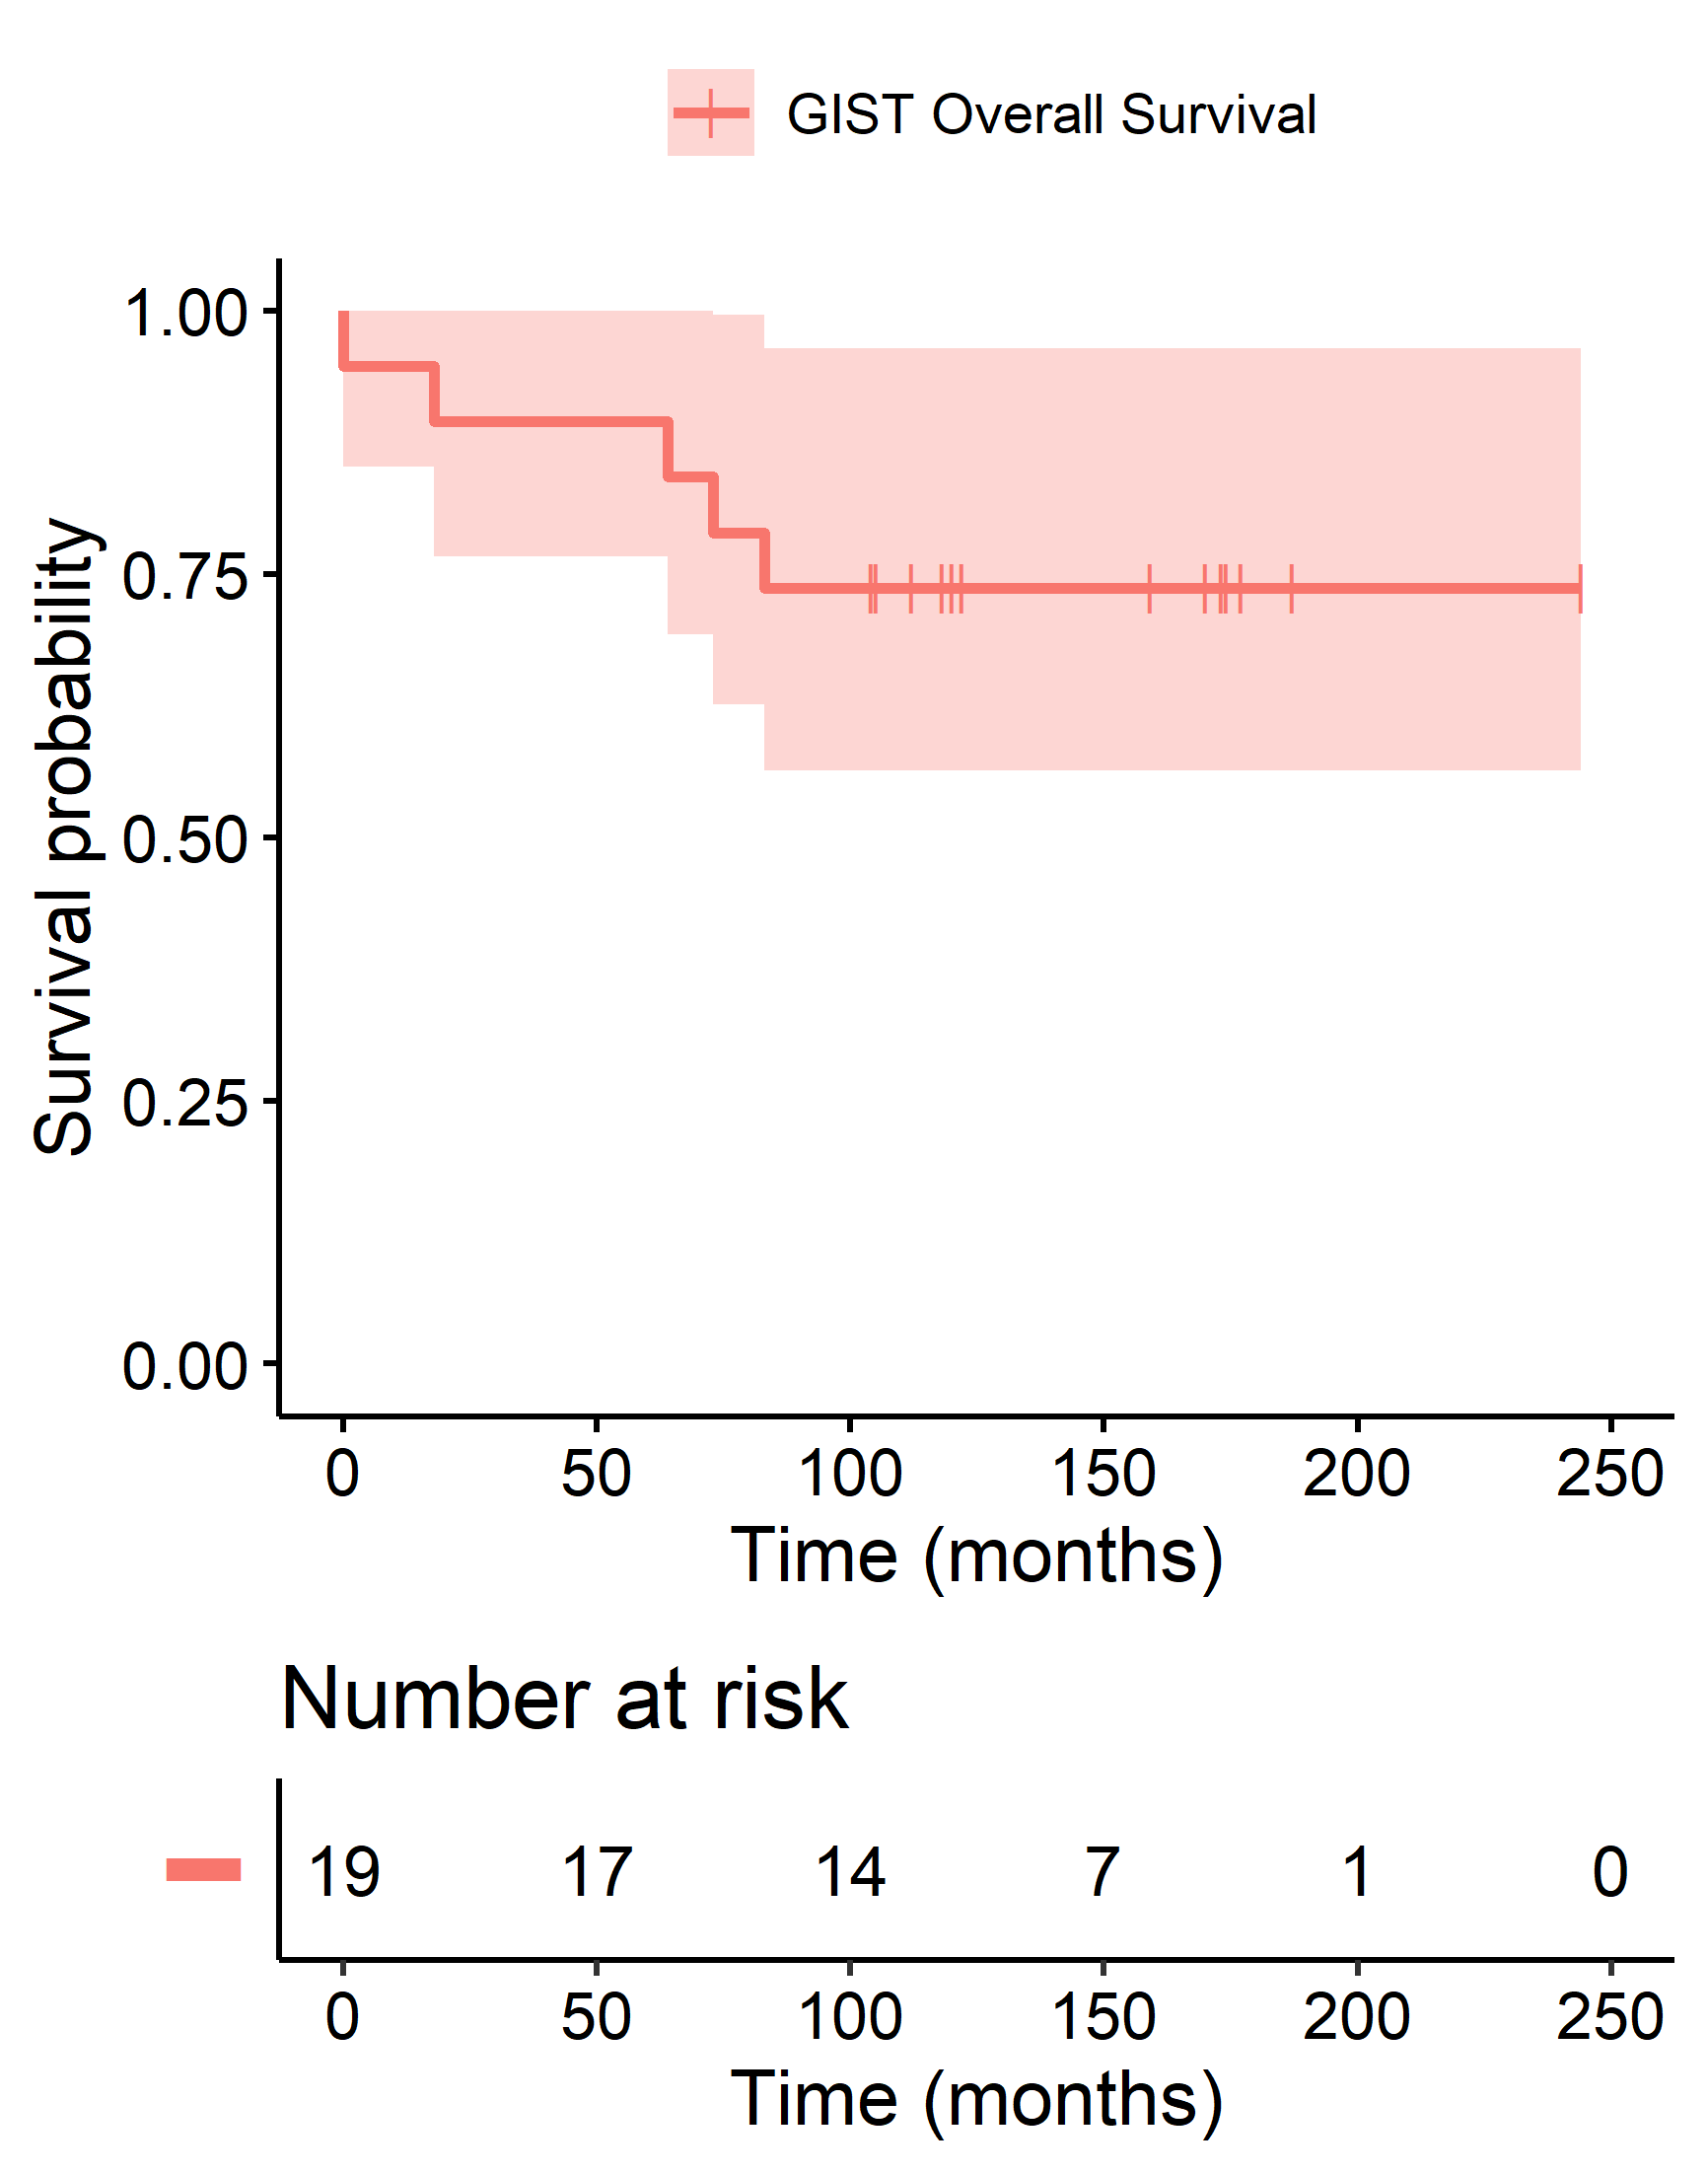 GIST Overall Survival
1.00
0.75
0.50
0.25
0.00
Survival probability
0 50 100 150 200 250
Time (months)
Number at risk
19 17 14 7 1 0
0 50 100 150 200 250
Time (months)